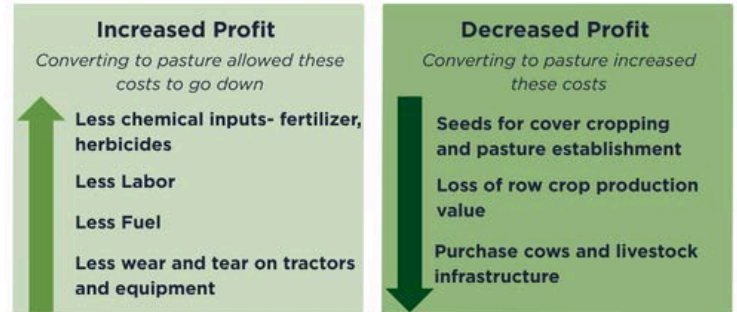 Increased Profit
Converting to pasture allowed these
costs to go down
Less chemical inputs- fertilizer,
herbicides
Less Labor
Less Fuel
Less wear and tear on tractors
and equipment
Decreased Profit
Converting to pasture increased
these costs
Seeds for cover cropping
and pasture establishment
Loss of row crop production
value
Purchase cows and livestock
infrastructure